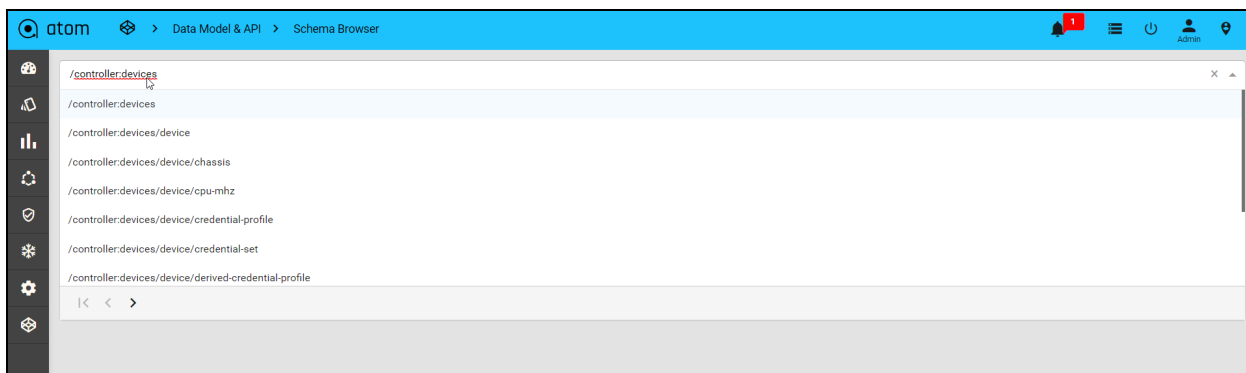 atom Data Model & API > Schema Browser 1 Admin
/controller:devices
/controller:devices
/controller:devices/device
/controller:devices/device/chassis
/controller:devices/device/cpu-mhz
/controller:devices/device/credential-profile
/controller:devices/device/credential-set
/controller:devices/device/derived-credential-profile